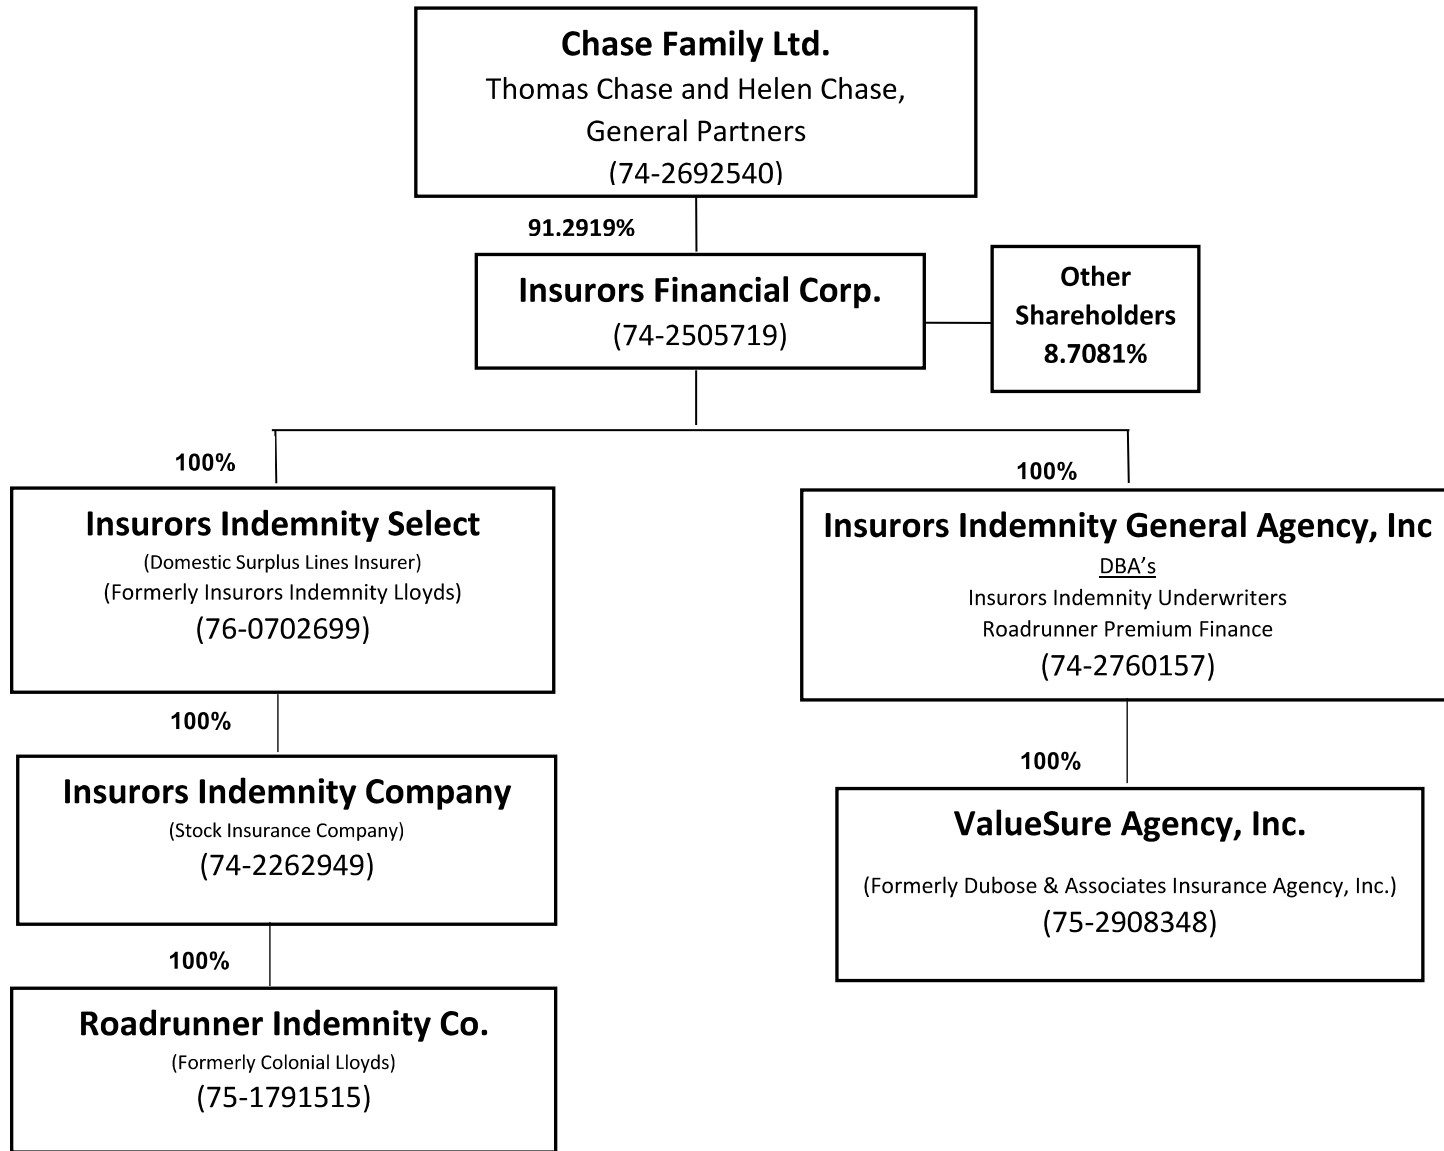 Chase Family Ltd.
Thomas Chase and Helen Chase,
General Partners
(74-2692540)
91.2919%
Insurors Financial Corp.
(74-2505719)
Other
Shareholders
8.7081%
100%
Insurors Indemnity Select
(Domestic Surplus Lines Insurer)
(Formerly Insurors Indemnity Lloyds)
(76-0702699)
100%
Insurors Indemnity Company
(Stock Insurance Company)
(74-2262949)
100%
Roadrunner Indemnity Co.
(Formerly Colonial Lloyds)
(75-1791515)
100%
Insurors Indemnity General Agency, Inc
DBA’s
Insurors Indemnity Underwriters
Roadrunner Premium Finance
(74-2760157)
100%
ValueSure Agency, Inc.
(Formerly Dubose & Associates Insurance Agency, Inc.)
(75-2908348)